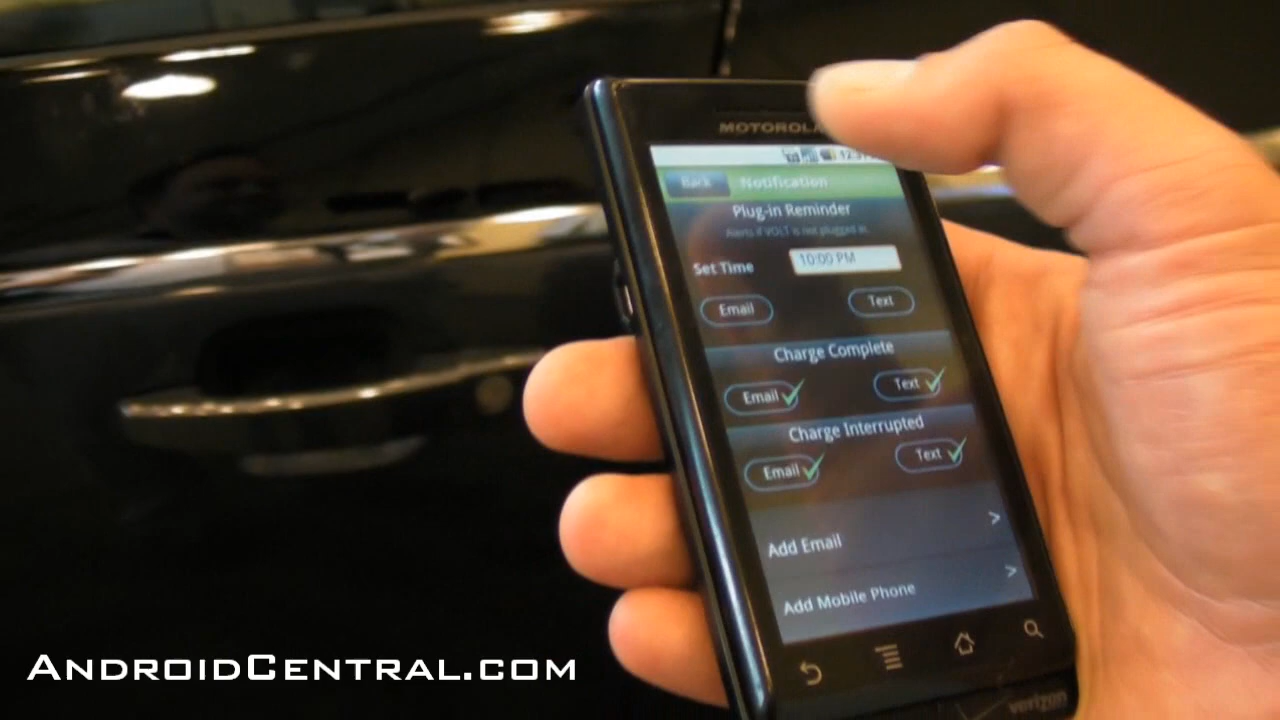 MOTOROLA
Back Notification
Plug-in Reminder
Alerts if VOLT is not plugged in.
Set Time 10:00 PM
Email Text
Charge Complete
Email Text
Charge Interrupted
Email Text
Add Email >
Add Mobile Phone >
verizon
ANDROIDCENTRAL.COM